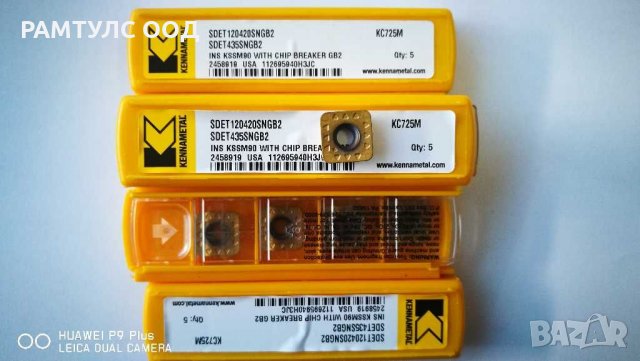 РАМТУЛС ООД
KENNAMETAL
SDET120420SNGB2
SDET435SNGB2
KC725M
INS KSSM90 WITH CHIP BREAKER GB2
2458919 USA 112695940H3JC
Qty: 5
www.kennametal.com
KENNAMETAL
SDET120420SNGB2
SDET435SNGB2
KC725M
INS KSSM90 WITH CHIP BREAKER
2458919 USA 112695940H3JC
Qty: 5
www.kennametal.com
KENNAMETAL
SDET120420SNGB2
SDET435SNGB2
KC725M
INS KSSM90 WITH CHIP BREAKER GB2
2458919 USA 112695940H3JC
Qty: 5
www.kennametal.com
HUAWEI P9 Plus
LEICA DUAL CAMERA
BAZAR